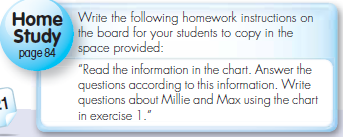 Home
Study
page 84
Write the following homework instructions on
the board for your students to copy in the
space provided:
"Read the information in the chart. Answer the
questions according to this information. Write
questions about Millie and Max using the chart
in exercise 1."